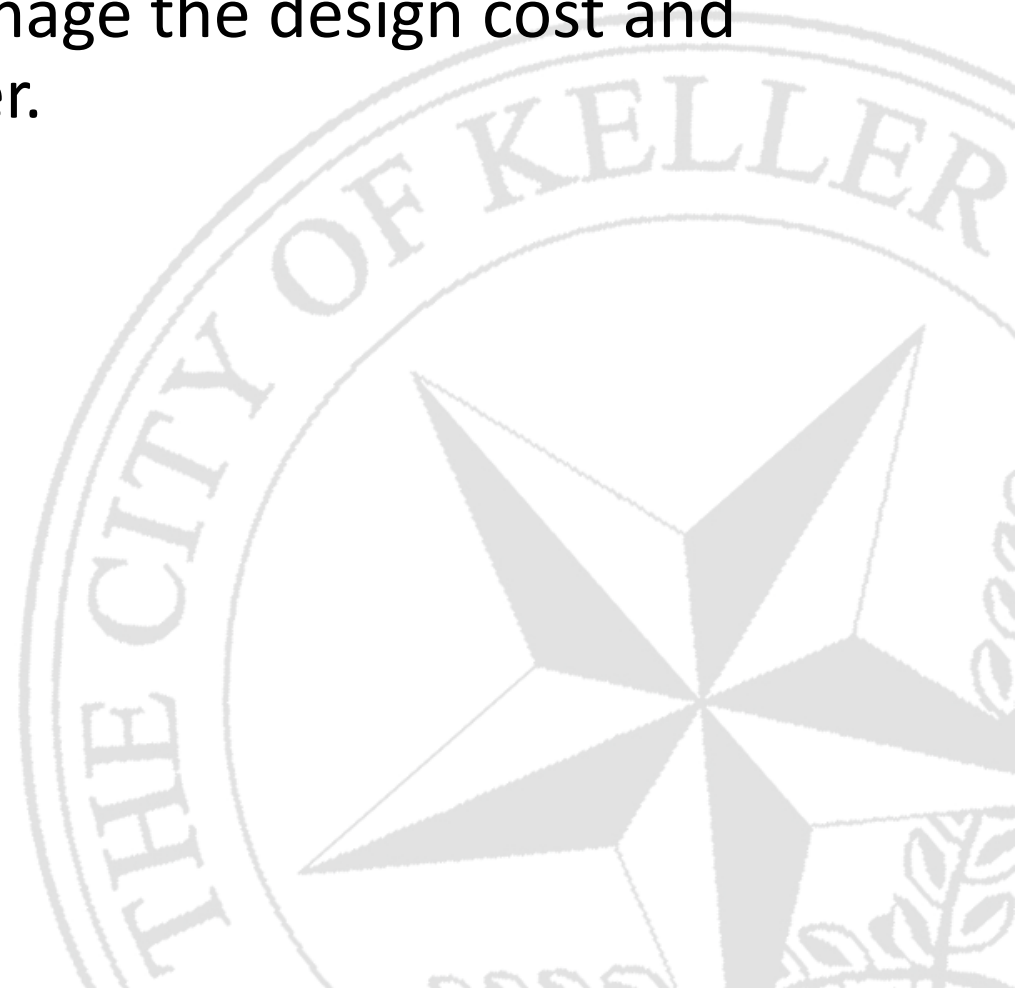 nage the design cost and
er.
THE CITY OF KELLER